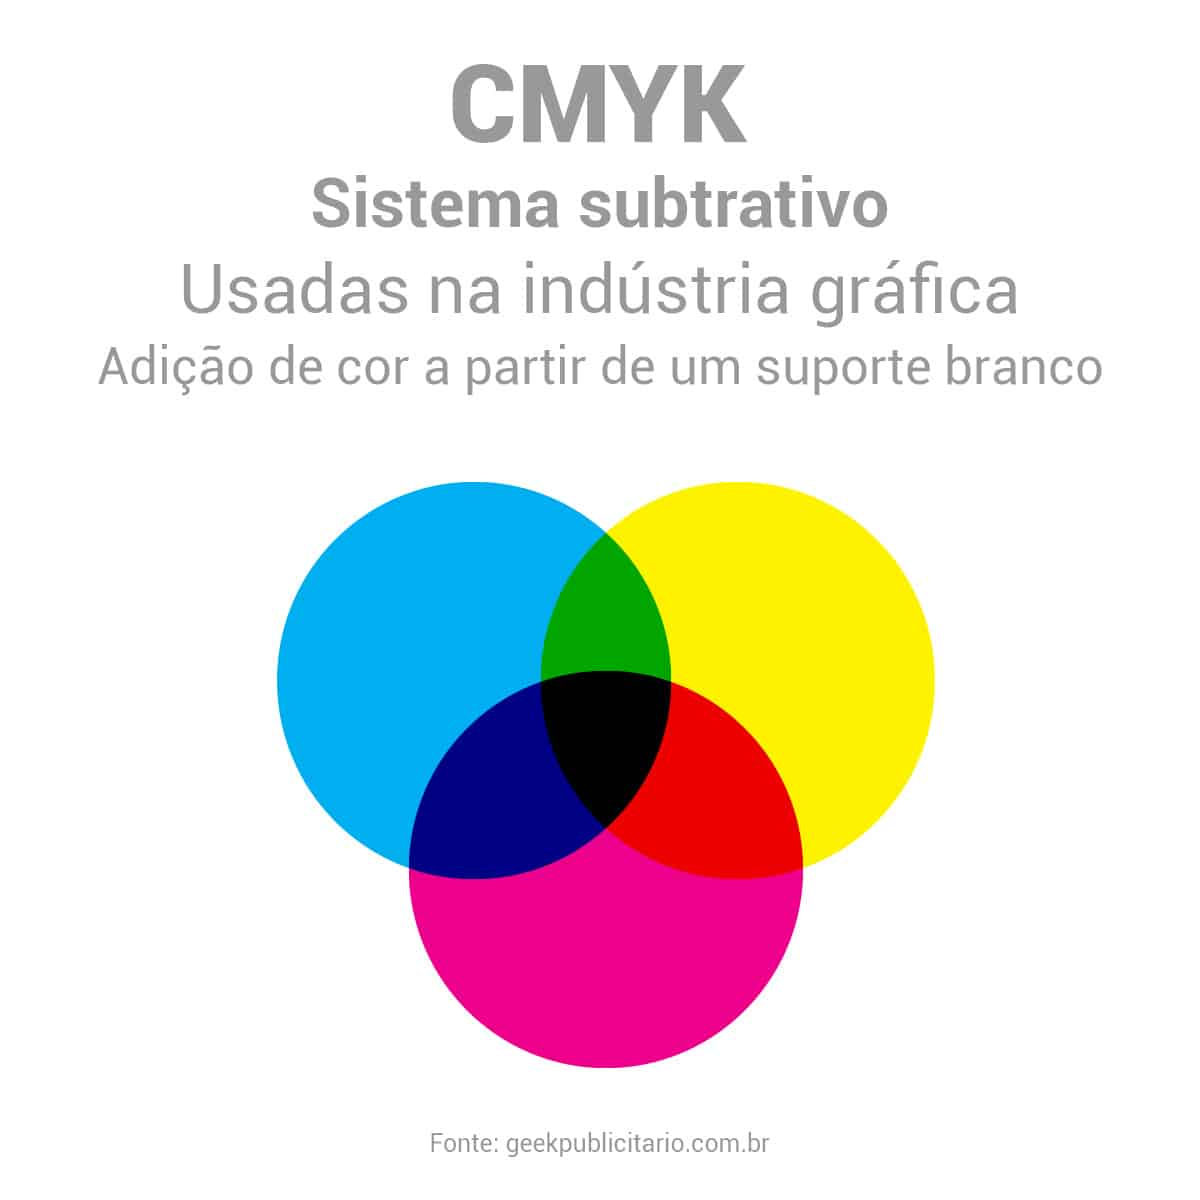 CMYK
Sistema subtrativo
Usadas na indústria gráfica
Adição de cor a partir de um suporte branco
Fonte: geekpublicitario.com.br